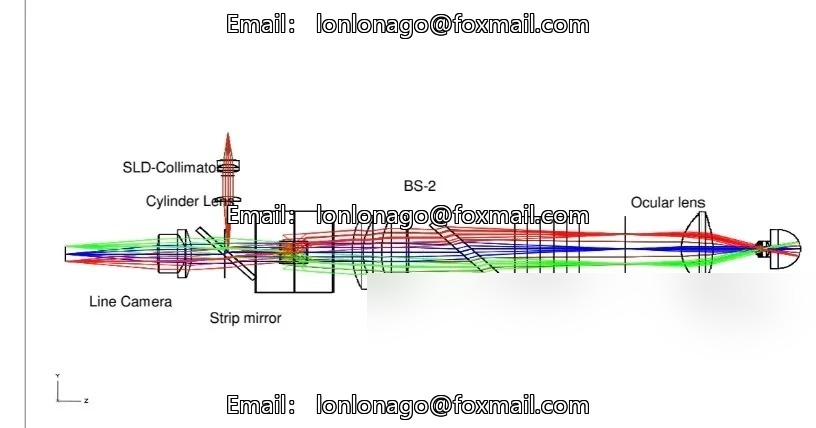 Email： lonlonago@foxmail.com
SLD-Collimator
BS-2
Cylinder Lens
Ocular lens
Email： lonlonago@foxmail.com
Line Camera
Strip mirror
Y
Z
Email： lonlonago@foxmail.com